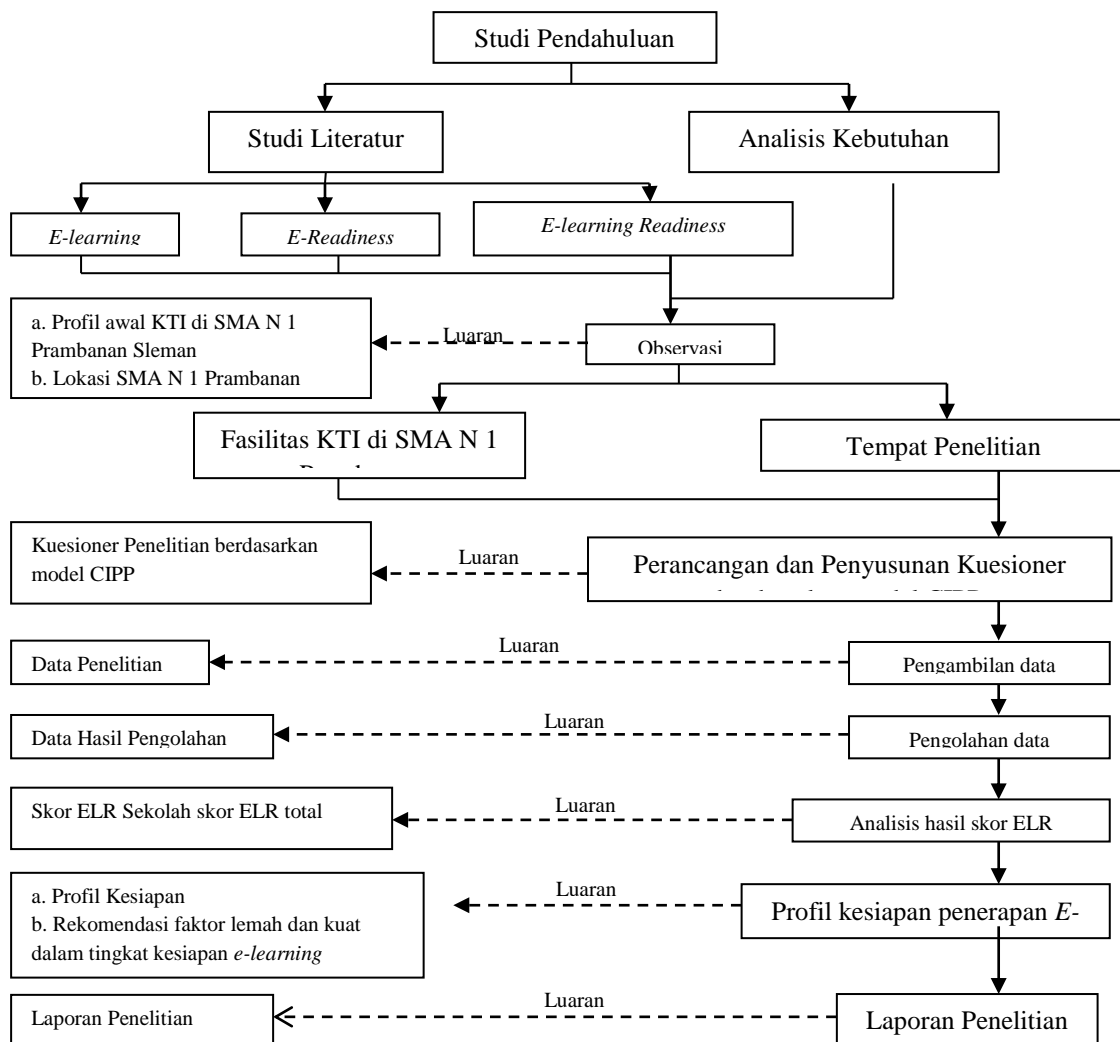 Studi Pendahuluan
Studi Literatur
Analisis Kebutuhan
E-learning
E-Readiness
E-learning Readiness
a. Profil awal KTI di SMA N 1
Prambanan Sleman
b. Lokasi SMA N 1 Prambanan
Luaran
Observasi
Fasilitas KTI di SMA N 1
Tempat Penelitian
Kuesioner Penelitian berdasarkan
model CIPP
Luaran
Perancangan dan Penyusunan Kuesioner
Data Penelitian
Luaran
Pengambilan data
Data Hasil Pengolahan
Luaran
Pengolahan data
Skor ELR Sekolah skor ELR total
Luaran
Analisis hasil skor ELR
a. Profil Kesiapan
b. Rekomendasi faktor lemah dan kuat
dalam tingkat kesiapan e-learning
Luaran
Profil kesiapan penerapan E-
Laporan Penelitian
Luaran
Laporan Penelitian